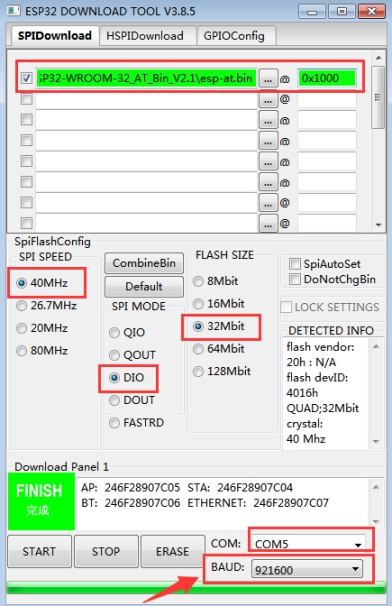 ESP32 DOWNLOAD TOOL V3.8.5
SPIDownload HSPIDownload GPIOConfig
SP32-WROOM-32_AT_Bin_V2.1\esp-at.bin ... @ 0x1000
... @
... @
... @
... @
... @
... @
SpiFlashConfig
SPI SPEED
40MHz
26.7MHz
20MHz
80MHz
CombineBin
Default
SPI MODE
QIO
QOUT
DIO
DOUT
FASTRD
FLASH SIZE
8Mbit
16Mbit
32Mbit
64Mbit
128Mbit
SpiAutoSet
DoNotChgBin
LOCK SETTINGS
DETECTED INFO
flash vendor:
20h : N/A
flash devID:
4016h
QUAD;32Mbit
crystal:
40 Mhz
Download Panel 1
FINISH
完成
AP: 246F28907C05 STA: 246F28907C04
BT: 246F28907C06 ETHERNET: 246F28907C07
START STOP ERASE
COM: COM5
BAUD: 921600